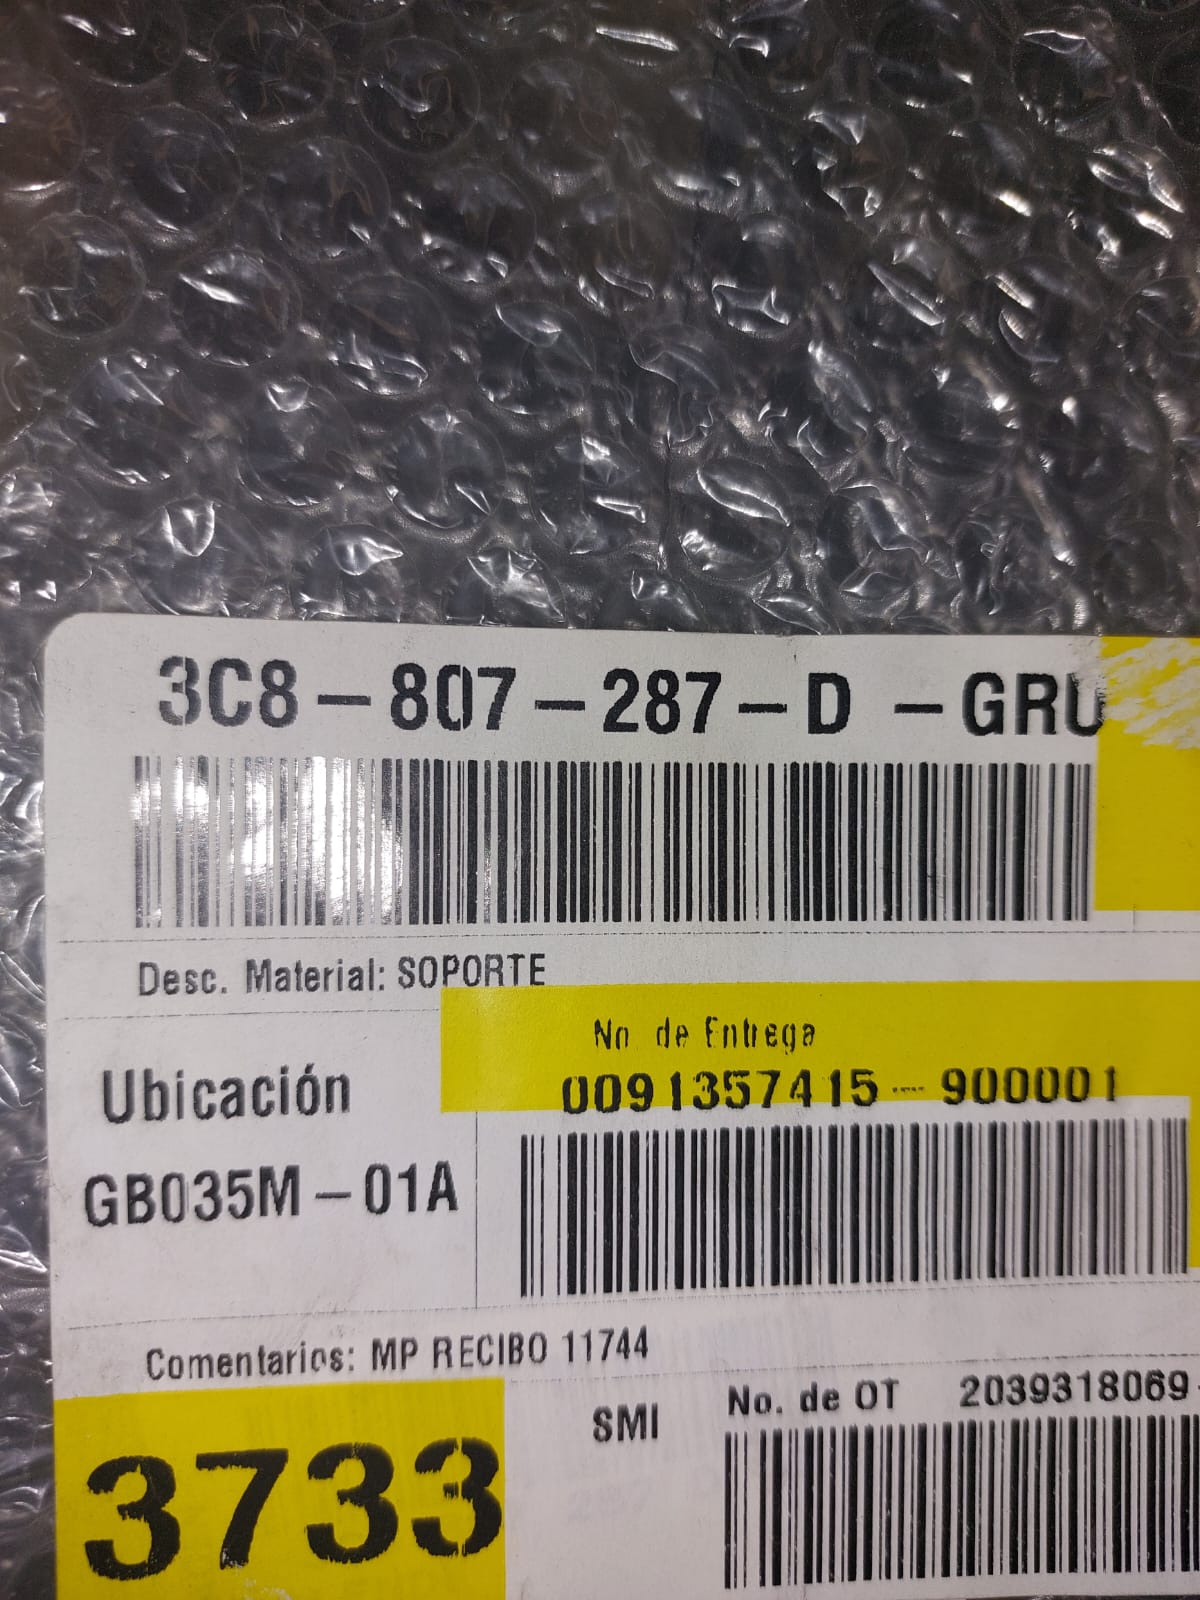 3C8-807-287-D -GRU
Desc. Material: SOPORTE
No de Entrega
0091357415-900001
Ubicación
GB035M-01A
Comentarios: MP RECIBO 11744
3733
SMI
No. de OT 2039318069-